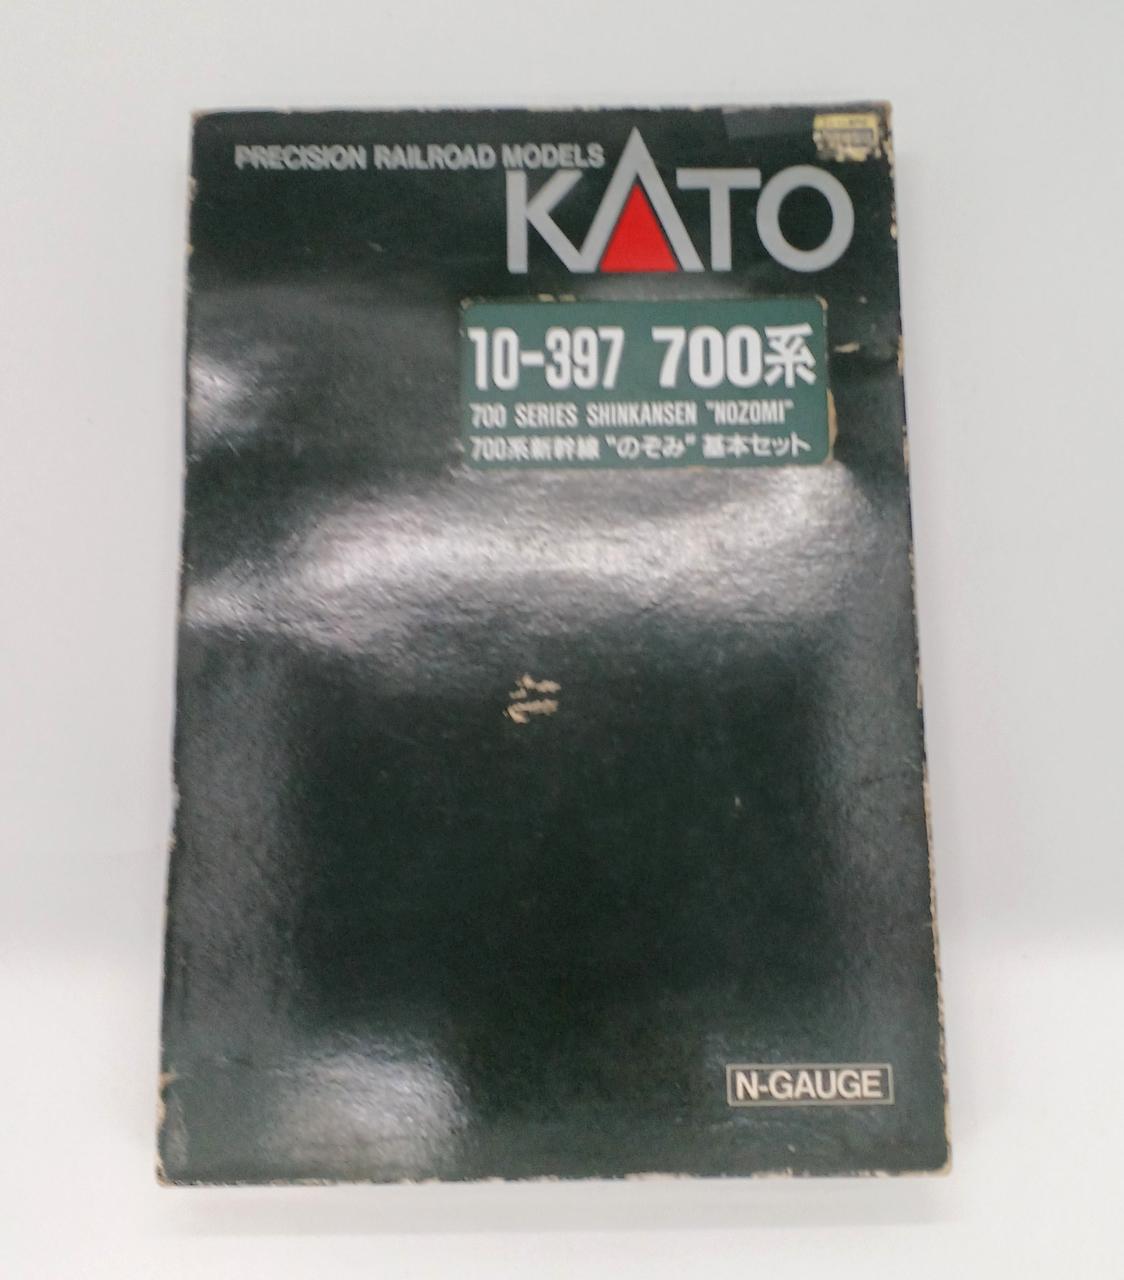 PRECISION RAILROAD MODELS
KATO
10-397 700系
700 SERIES SHINKANSEN "NOZOMI"
700系新幹線 "のぞみ" 基本セット
N-GAUGE